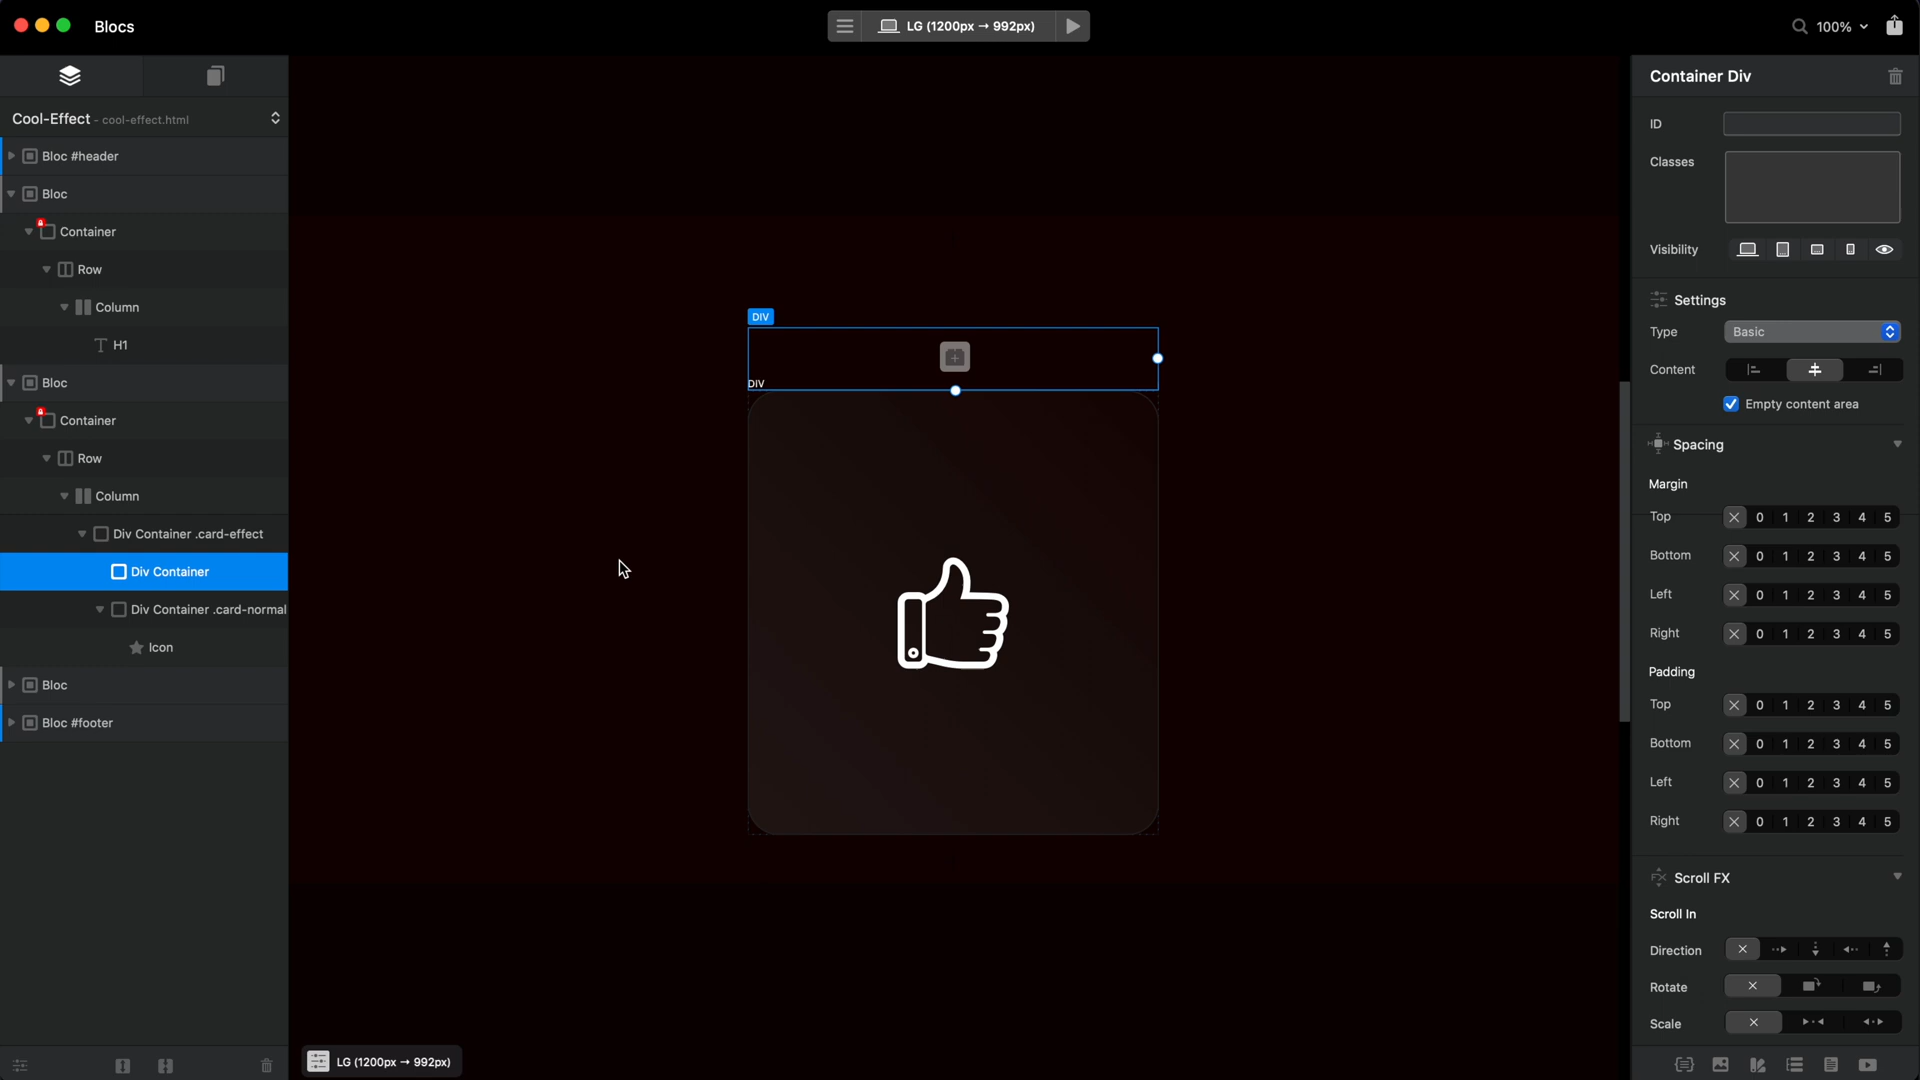 Blocs
LG (1200px → 992px)
100%
Cool-Effect - cool-effect.html
Bloc #header
Bloc
Container
Row
Column
H1
Bloc
Container
Row
Column
Div Container .card-effect
Div Container
Div Container .card-normal
Icon
Bloc
Bloc #footer
DIV
DIV
LG (1200px → 992px)
Container Div
ID
Classes
Visibility
Settings
Type Basic
Content
Empty content area
Spacing
Margin
Top 0 1 2 3 4 5
Bottom 0 1 2 3 4 5
Left 0 1 2 3 4 5
Right 0 1 2 3 4 5
Padding
Top 0 1 2 3 4 5
Bottom 0 1 2 3 4 5
Left 0 1 2 3 4 5
Right 0 1 2 3 4 5
Scroll FX
Scroll In
Direction
Rotate
Scale